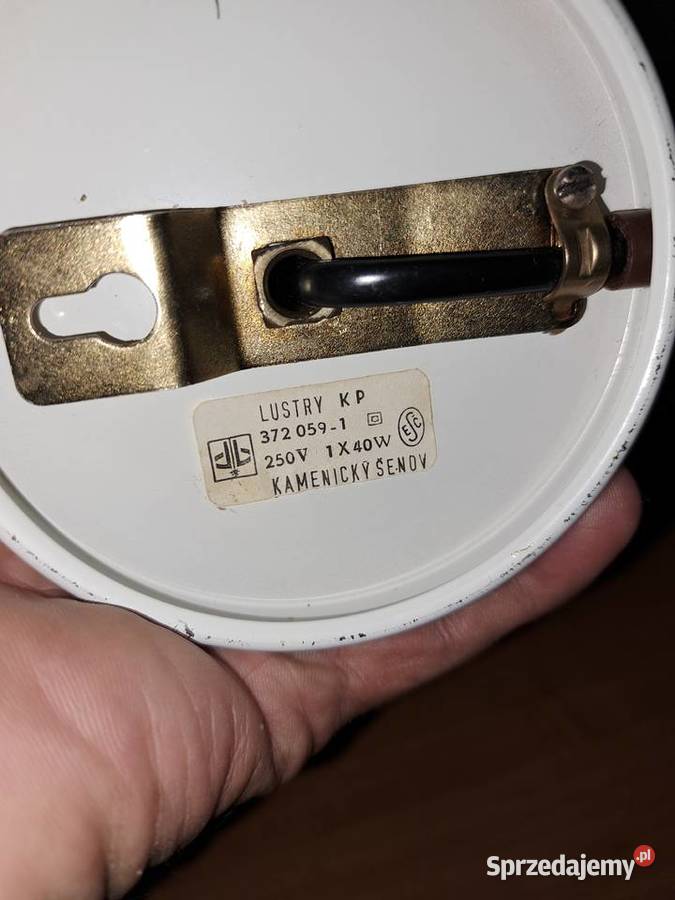 LUSTRY KP
372 059-1
250V 1X40W
ESČ
KAMENICKÝ ŠENOV
Sprzedajemy.pl